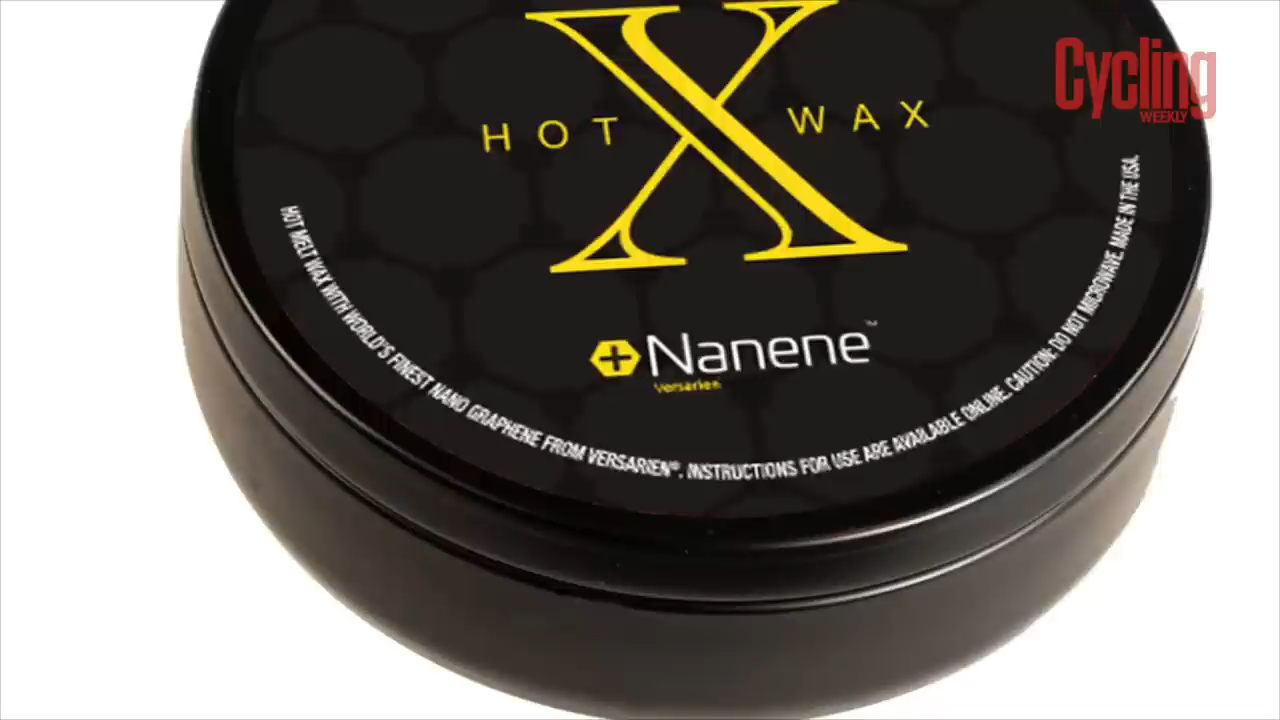 Cycling
WEEKLY
X
HOT WAX
Nanene™
Versarien
HOT MELT WAX WITH WORLD'S FINEST NANO GRAPHENE FROM VERSARIEN®. INSTRUCTIONS FOR USE ARE AVAILABLE ONLINE. CAUTION: DO NOT MICROWAVE. MADE IN THE USA.